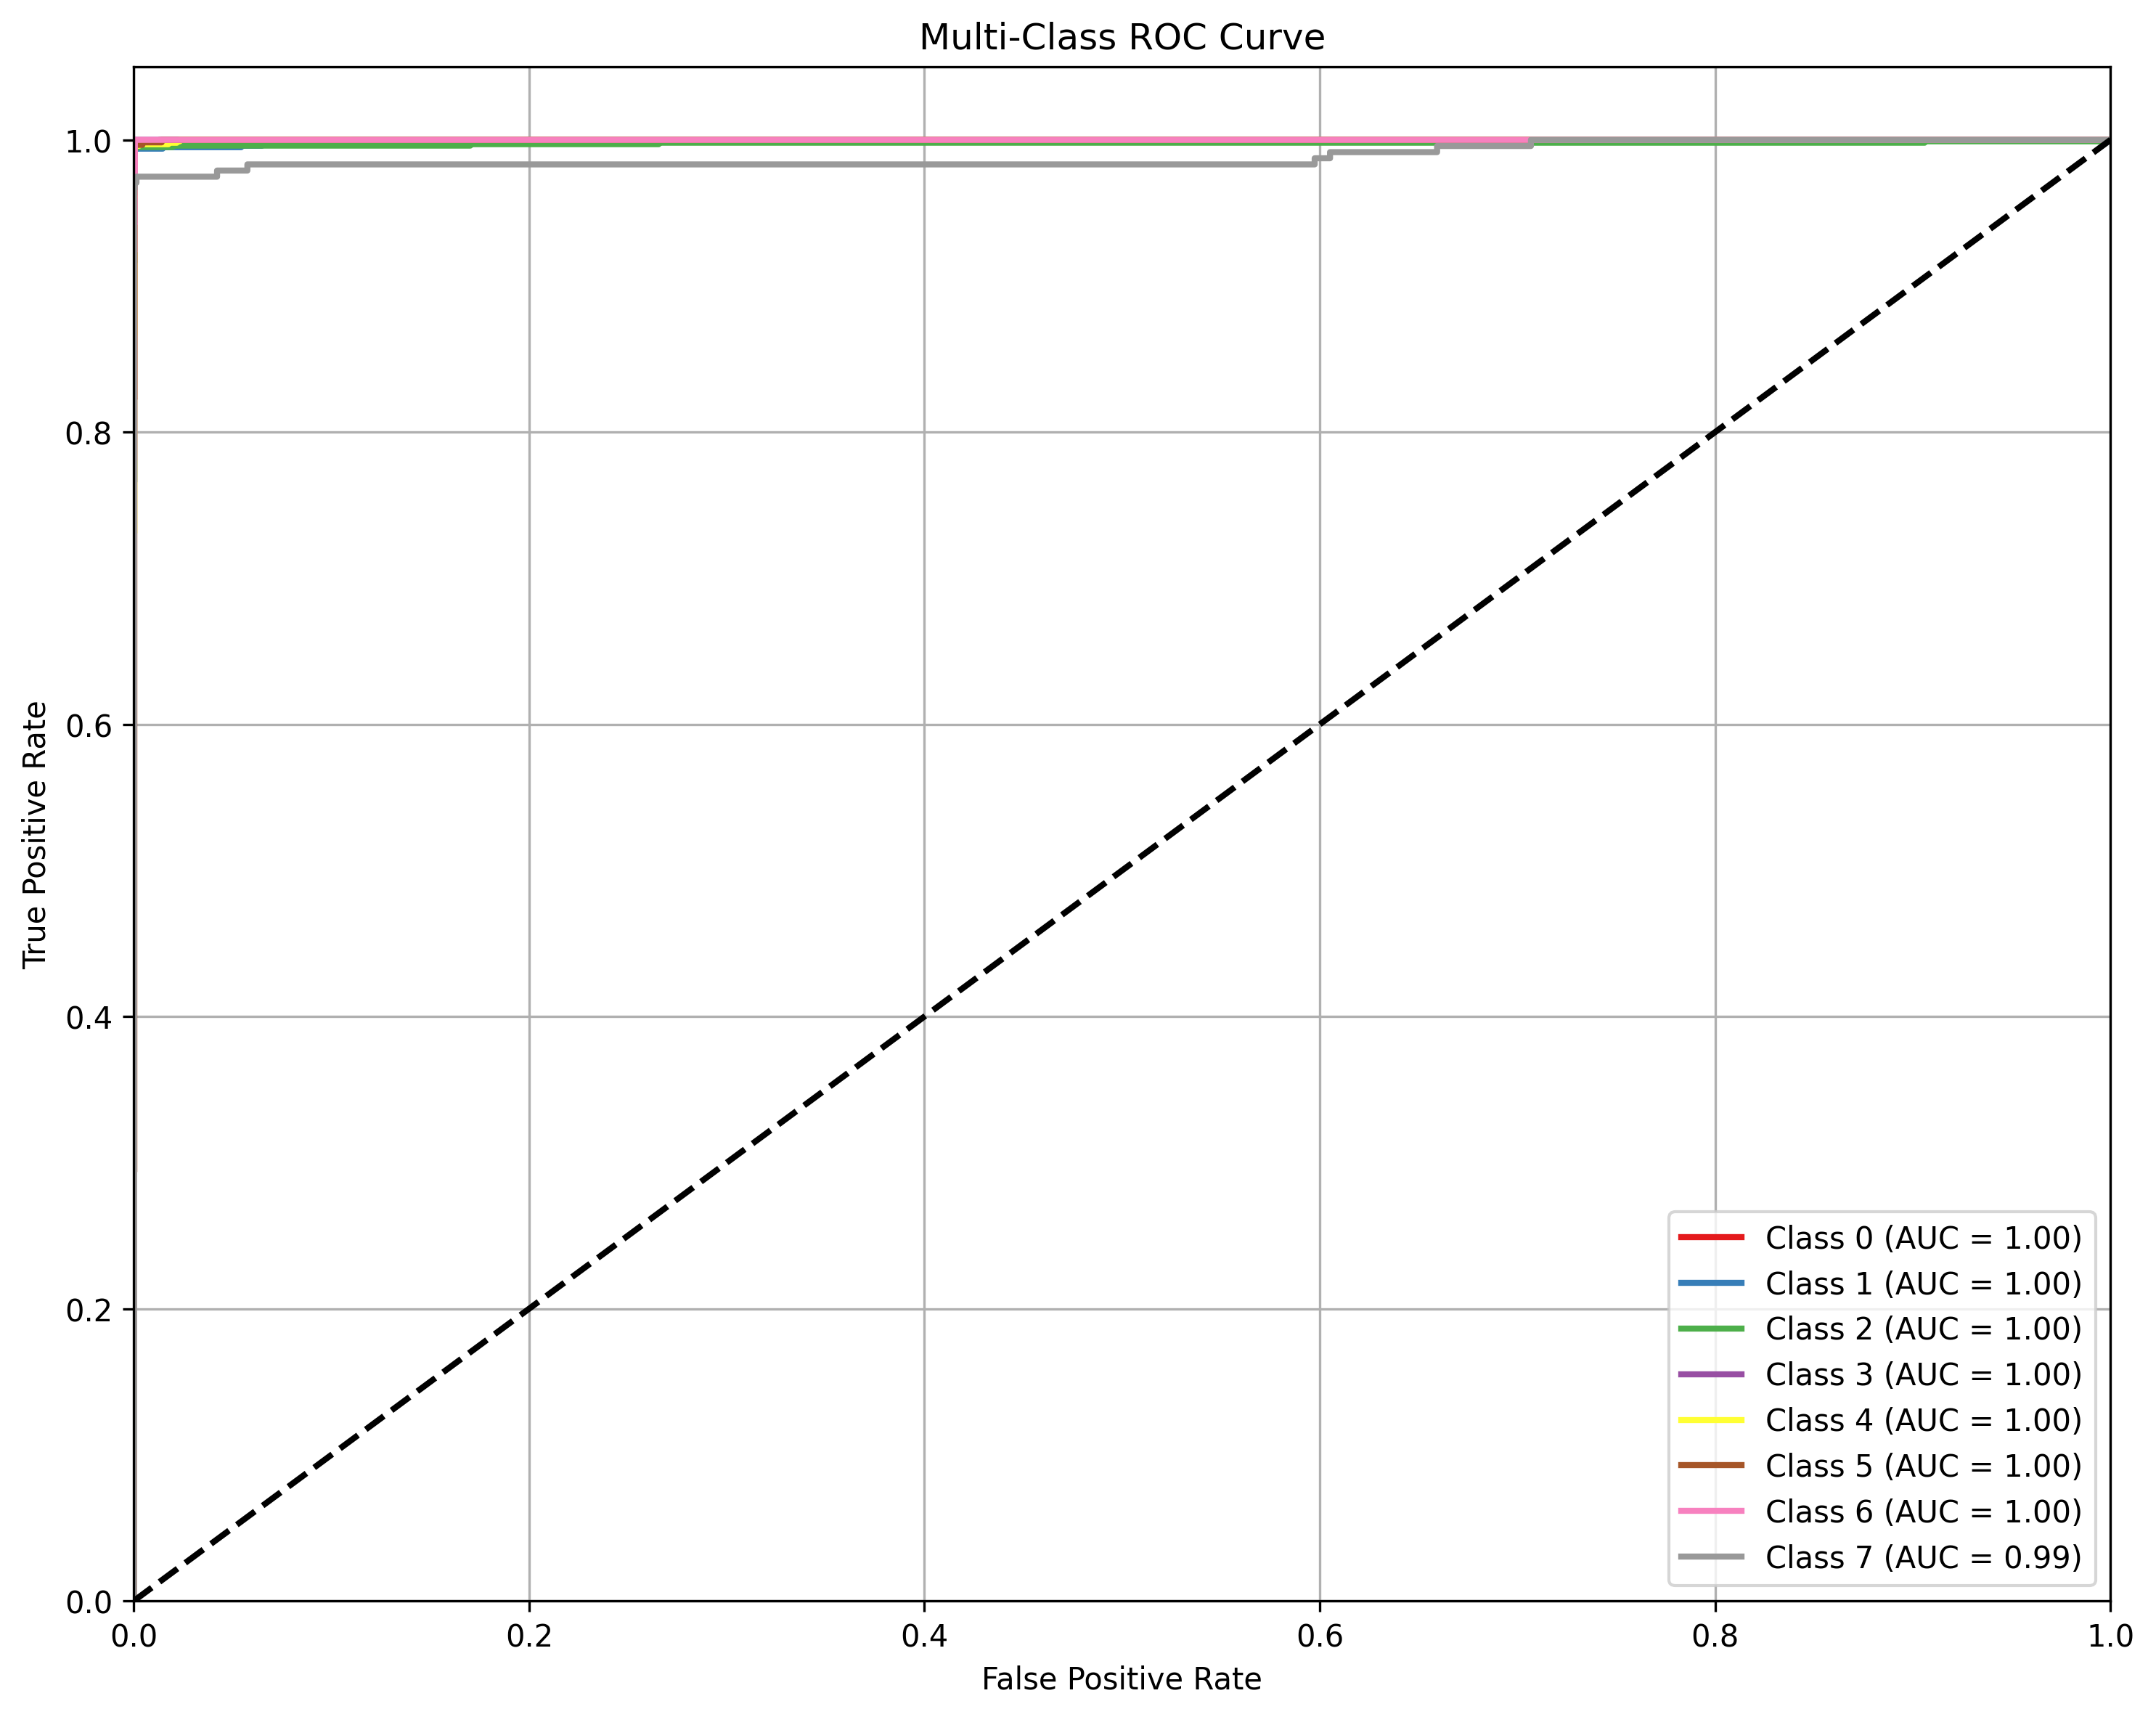 Multi-Class ROC Curve
True Positive Rate
1.0
0.8
0.6
0.4
0.2
0.0
Class 0 (AUC = 1.00)
Class 1 (AUC = 1.00)
Class 2 (AUC = 1.00)
Class 3 (AUC = 1.00)
Class 4 (AUC = 1.00)
Class 5 (AUC = 1.00)
Class 6 (AUC = 1.00)
Class 7 (AUC = 0.99)
0.0 0.2 0.4 0.6 0.8 1.0
False Positive Rate